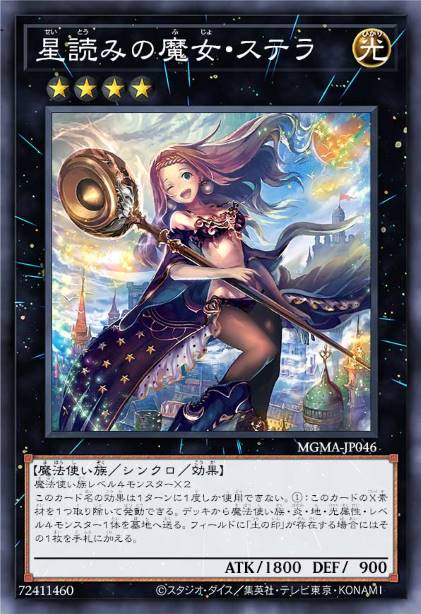 星読みの魔女・ステラ
光
MGMA-JP046
【魔法使い族／シンクロ／効果】
魔法使い族レベル4モンスター×2
このカード名の効果は1ターンに1度しか使用できない。①：このカードのX素
材を1つ取り除いて発動できる。デッキから魔法使い族・炎・地・光属性・レ
ベル4モンスター1体を墓地へ送る。フィールドに「土の印」が存在する場合にはそ
の1枚を手札に加える。
ATK/1800 DEF/ 900
72411460
©スタジオ・ダイス／集英社・テレビ東京・KONAMI